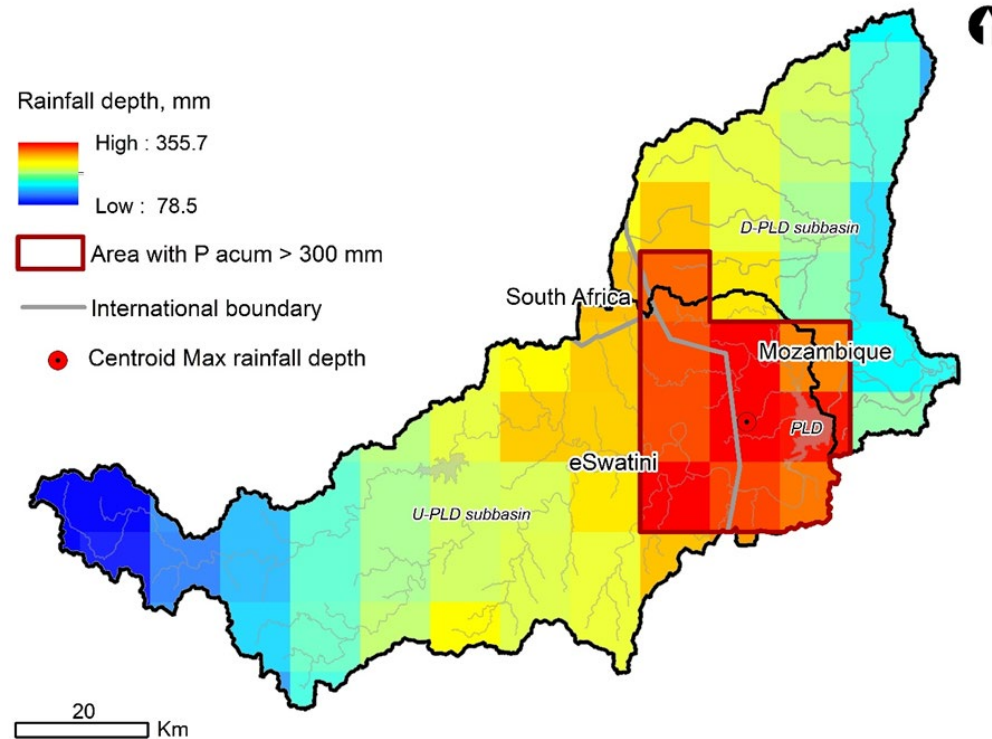 Rainfall depth, mm
High : 355.7
Low : 78.5
Area with P acum > 300 mm
International boundary
Centroid Max rainfall depth
D-PLD subbasin
South Africa
Mozambique
PLD
eSwatini
U-PLD subbasin
20
Km